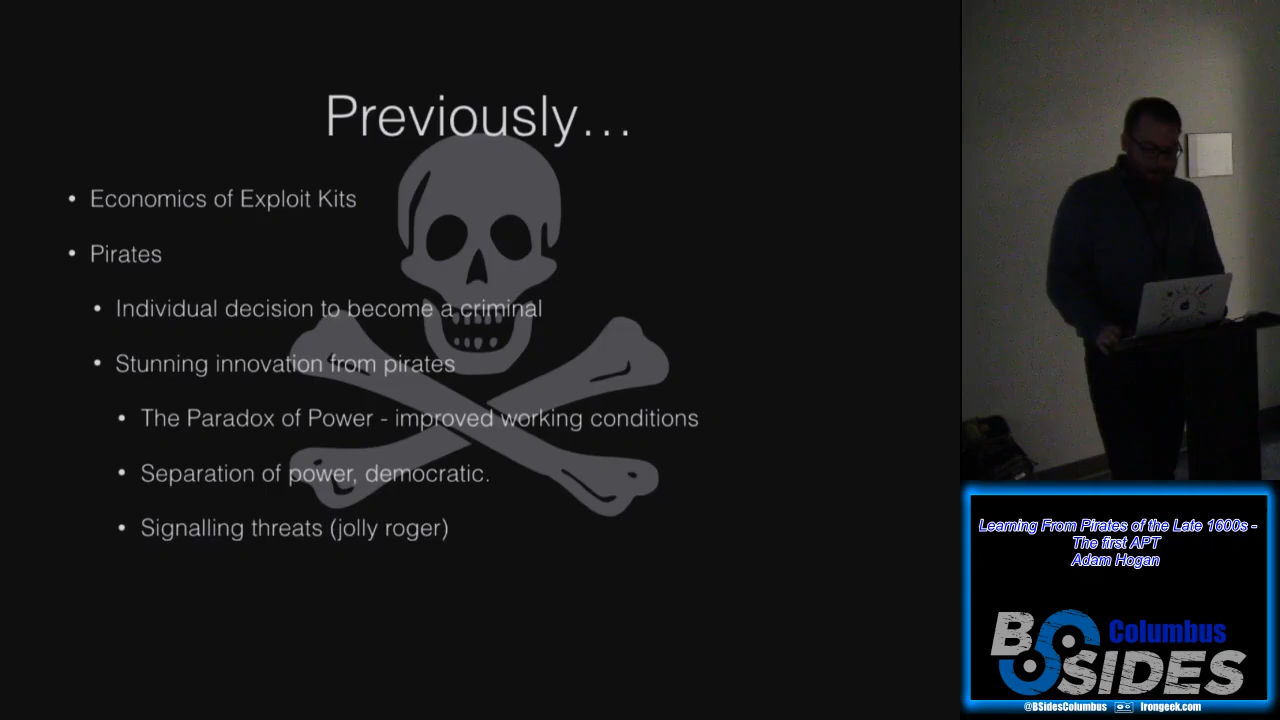 Previously...
• Economics of Exploit Kits
• Pirates
• Individual decision to become a criminal
• Stunning innovation from pirates
• The Paradox of Power - improved working conditions
• Separation of power, democratic.
• Signalling threats (jolly roger)
Learning From Pirates of the Late 1600s -
The first APT
Adam Hogan
BSIDES Columbus
@BSidesColumbus Irongeek.com